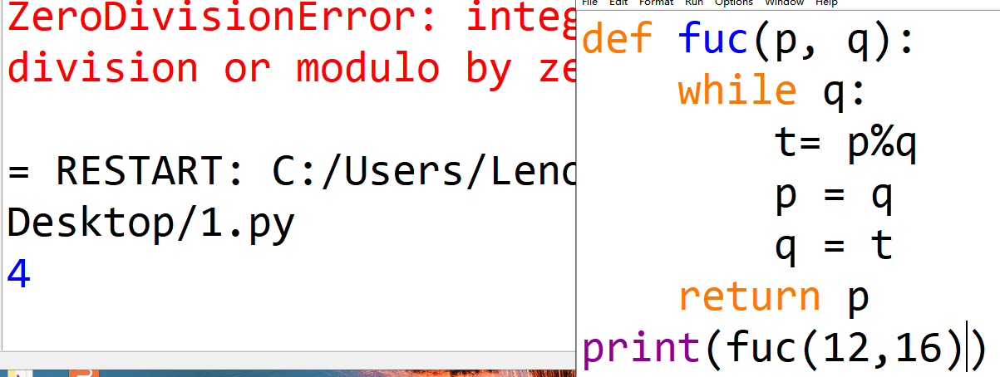 ZeroDivisionError: integ
division or modulo by ze
= RESTART: C:/Users/Leno
Desktop/1.py
4
File Edit Format Run Options Window Help
def fuc(p, q):
while q:
t= p%q
p = q
q = t
return p
print(fuc(12,16))